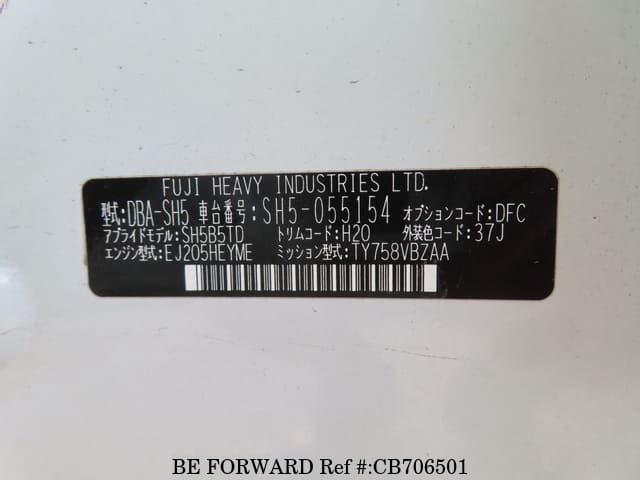 FUJI HEAVY INDUSTRIES LTD.
型式:DBA-SH5 車台番号:SH5-055154 オプションコード:DFC
アプライドモデル:SH5B5TD トリムコード:H20 外装色コード:37J
エンジン型式:EJ205HEYME ミッション型式:TY758VBZAA
BE FORWARD Ref #:CB706501